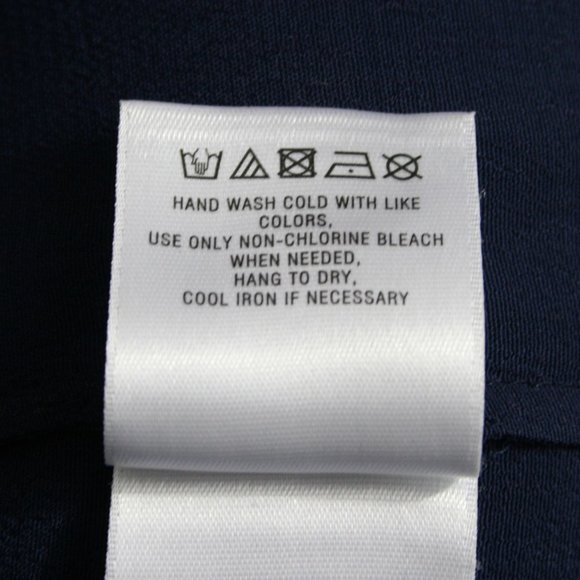 HAND WASH COLD WITH LIKE
COLORS,
USE ONLY NON-CHLORINE BLEACH
WHEN NEEDED,
HANG TO DRY,
COOL IRON IF NECESSARY